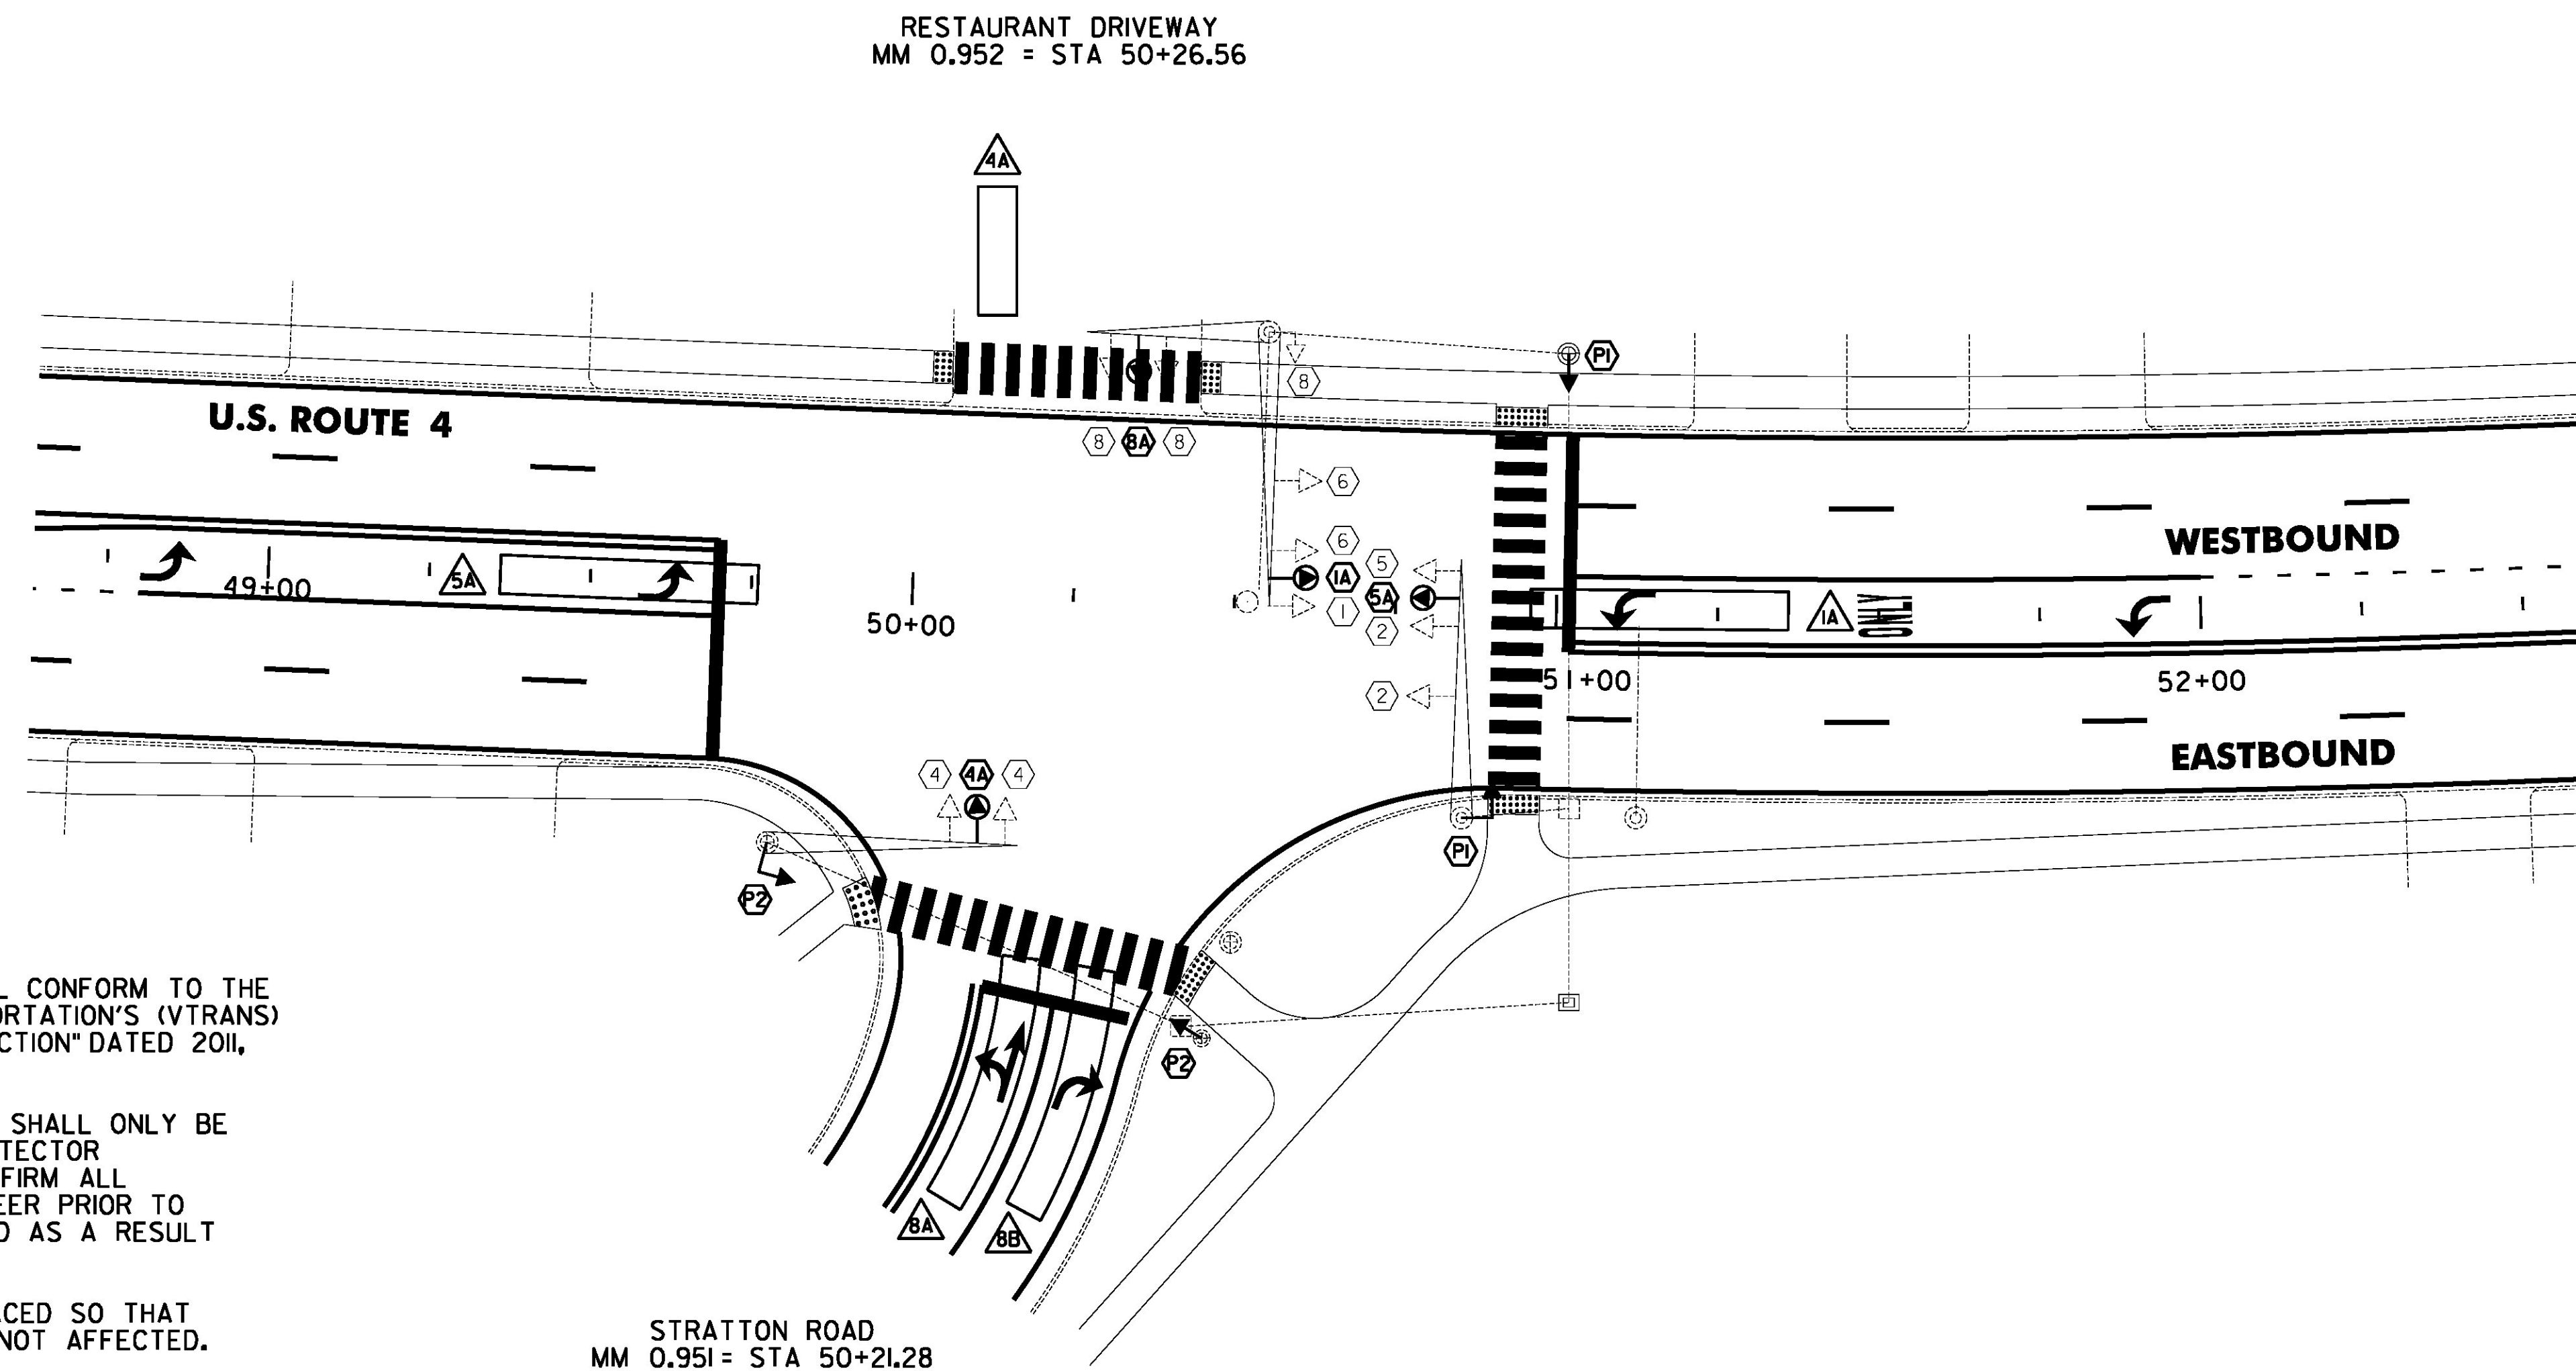 RESTAURANT DRIVEWAY
MM 0.952 = STA 50+26.56
4A
P1
8
U.S. ROUTE 4
8 8A 8
6
WESTBOUND
6
5
5A
1A
5A
1A
ONLY
49+00
1
2
50+00
51+00
52+00
2
EASTBOUND
4 4A 4
P1
P2
L CONFORM TO THE
ORTATION'S (VTRANS)
CTION" DATED 2011,
P2
SHALL ONLY BE
TECTOR
FIRM ALL
EER PRIOR TO
D AS A RESULT
8A
8B
ACED SO THAT
NOT AFFECTED.
STRATTON ROAD
MM 0.951 = STA 50+21.28